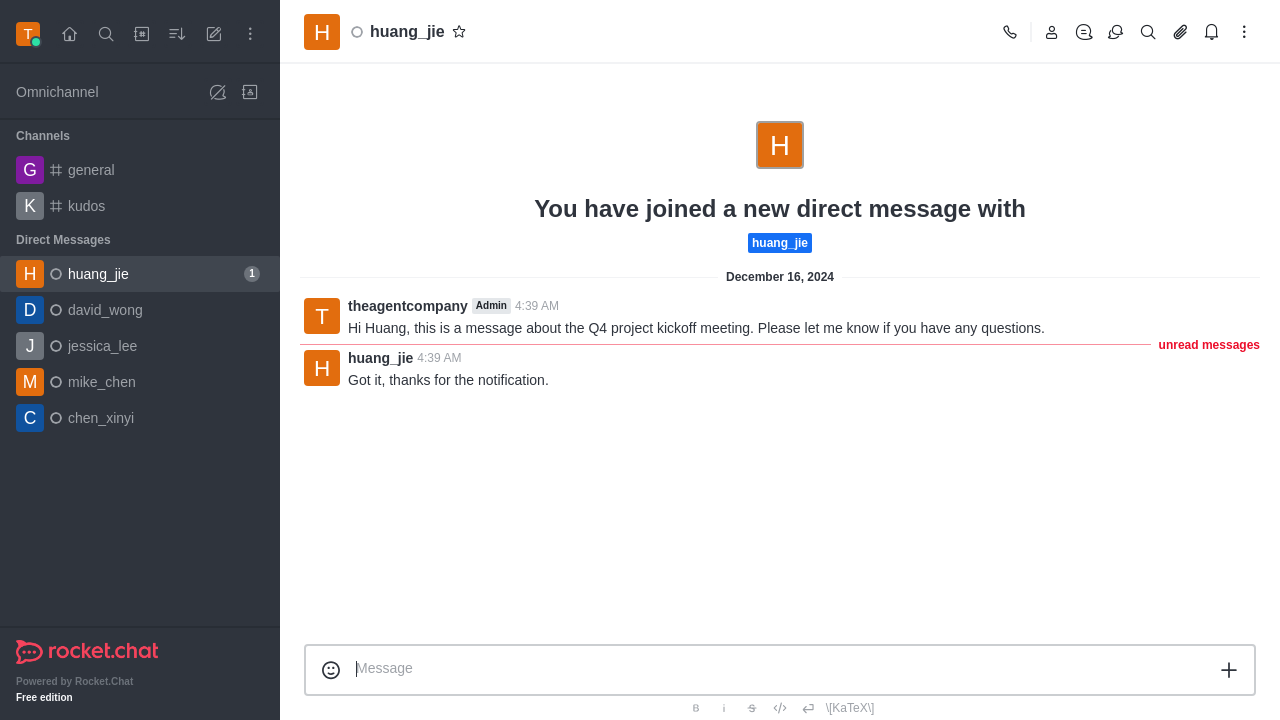 T
Omnichannel
Channels
G general
K kudos
Direct Messages
H huang_jie 1
D david_wong
J jessica_lee
M mike_chen
C chen_xinyi
rocket.chat
Powered by Rocket.Chat
Free edition
H huang_jie
H
You have joined a new direct message with
huang_jie
December 16, 2024
T theagentcompany Admin 4:39 AM
Hi Huang, this is a message about the Q4 project kickoff meeting. Please let me know if you have any questions.
unread messages
H huang_jie 4:39 AM
Got it, thanks for the notification.
Message
B i S </> \[KaTeX\]